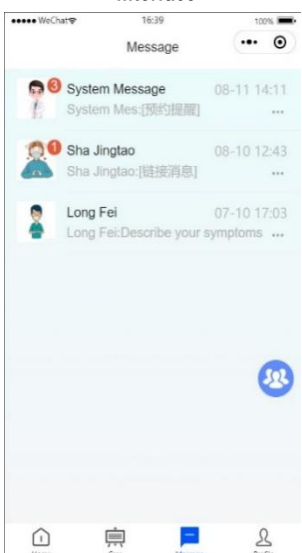 WeChat 16:39 100%
Message
3
System Message 08-11 14:11
System Mes:[预约提醒]
1
Sha Jingtao 08-10 12:43
Sha Jingtao:[链接消息]
Long Fei 07-10 17:03
Long Fei:Describe your symptoms